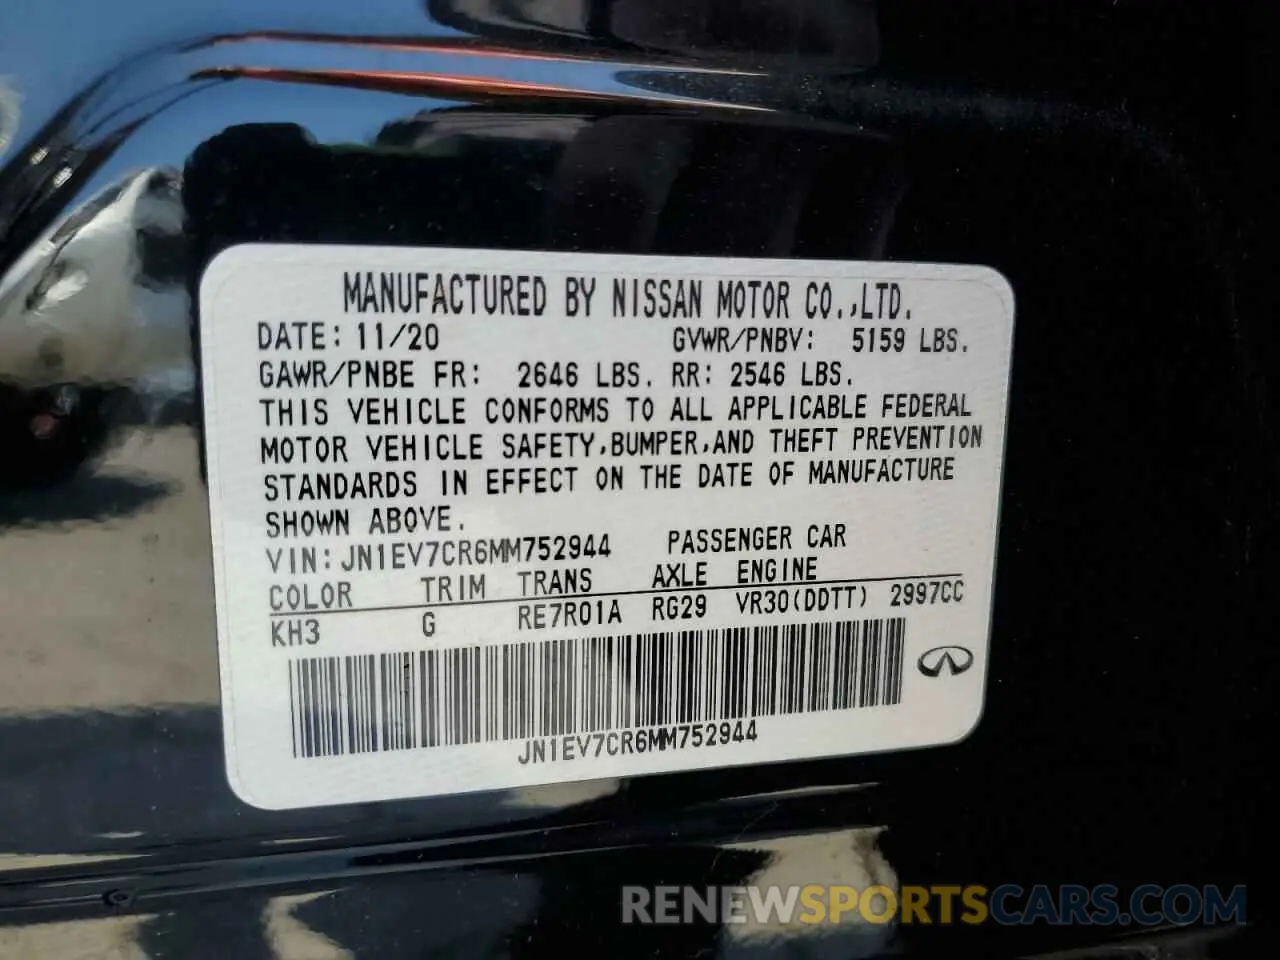 MANUFACTURED BY NISSAN MOTOR CO.,LTD.
DATE: 11/20 GVWR/PNBV: 5159 LBS.
GAWR/PNBE FR: 2646 LBS. RR: 2546 LBS.
THIS VEHICLE CONFORMS TO ALL APPLICABLE FEDERAL
MOTOR VEHICLE SAFETY,BUMPER,AND THEFT PREVENTION
STANDARDS IN EFFECT ON THE DATE OF MANUFACTURE
SHOWN ABOVE.
VIN: JN1EV7CR6MM752944 PASSENGER CAR
COLOR TRIM TRANS AXLE ENGINE
KH3 G RE7R01A RG29 VR30(DDTT) 2997CC
JN1EV7CR6MM752944
RENEWSPORTSCARS.COM